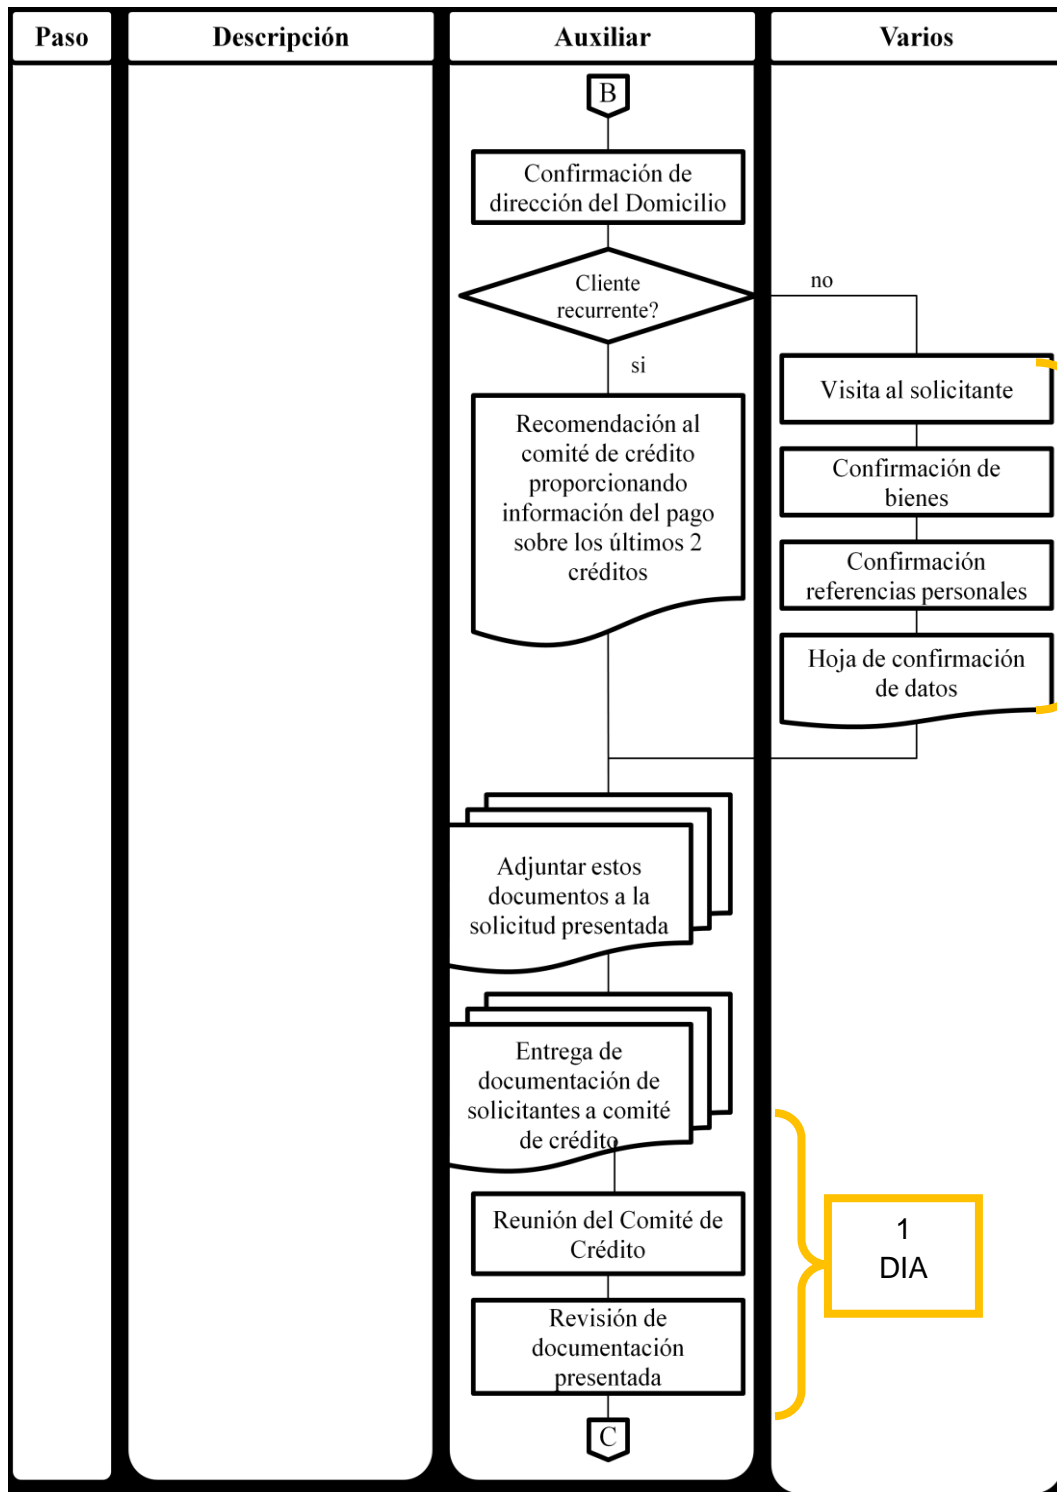 Paso
Descripción
Auxiliar
Varios
B
Confirmación de
dirección del Domicilio
Cliente
recurrente?
no
si
Recomendación al
comité de crédito
proporcionando
información del pago
sobre los últimos 2
créditos
Visita al solicitante
Confirmación de
bienes
Confirmación
referencias personales
Hoja de confirmación
de datos
Adjuntar estos
documentos a la
solicitud presentada
Entrega de
documentación de
solicitantes a comité
de crédito
Reunión del Comité de
Crédito
Revisión de
documentación
presentada
1
DIA
C